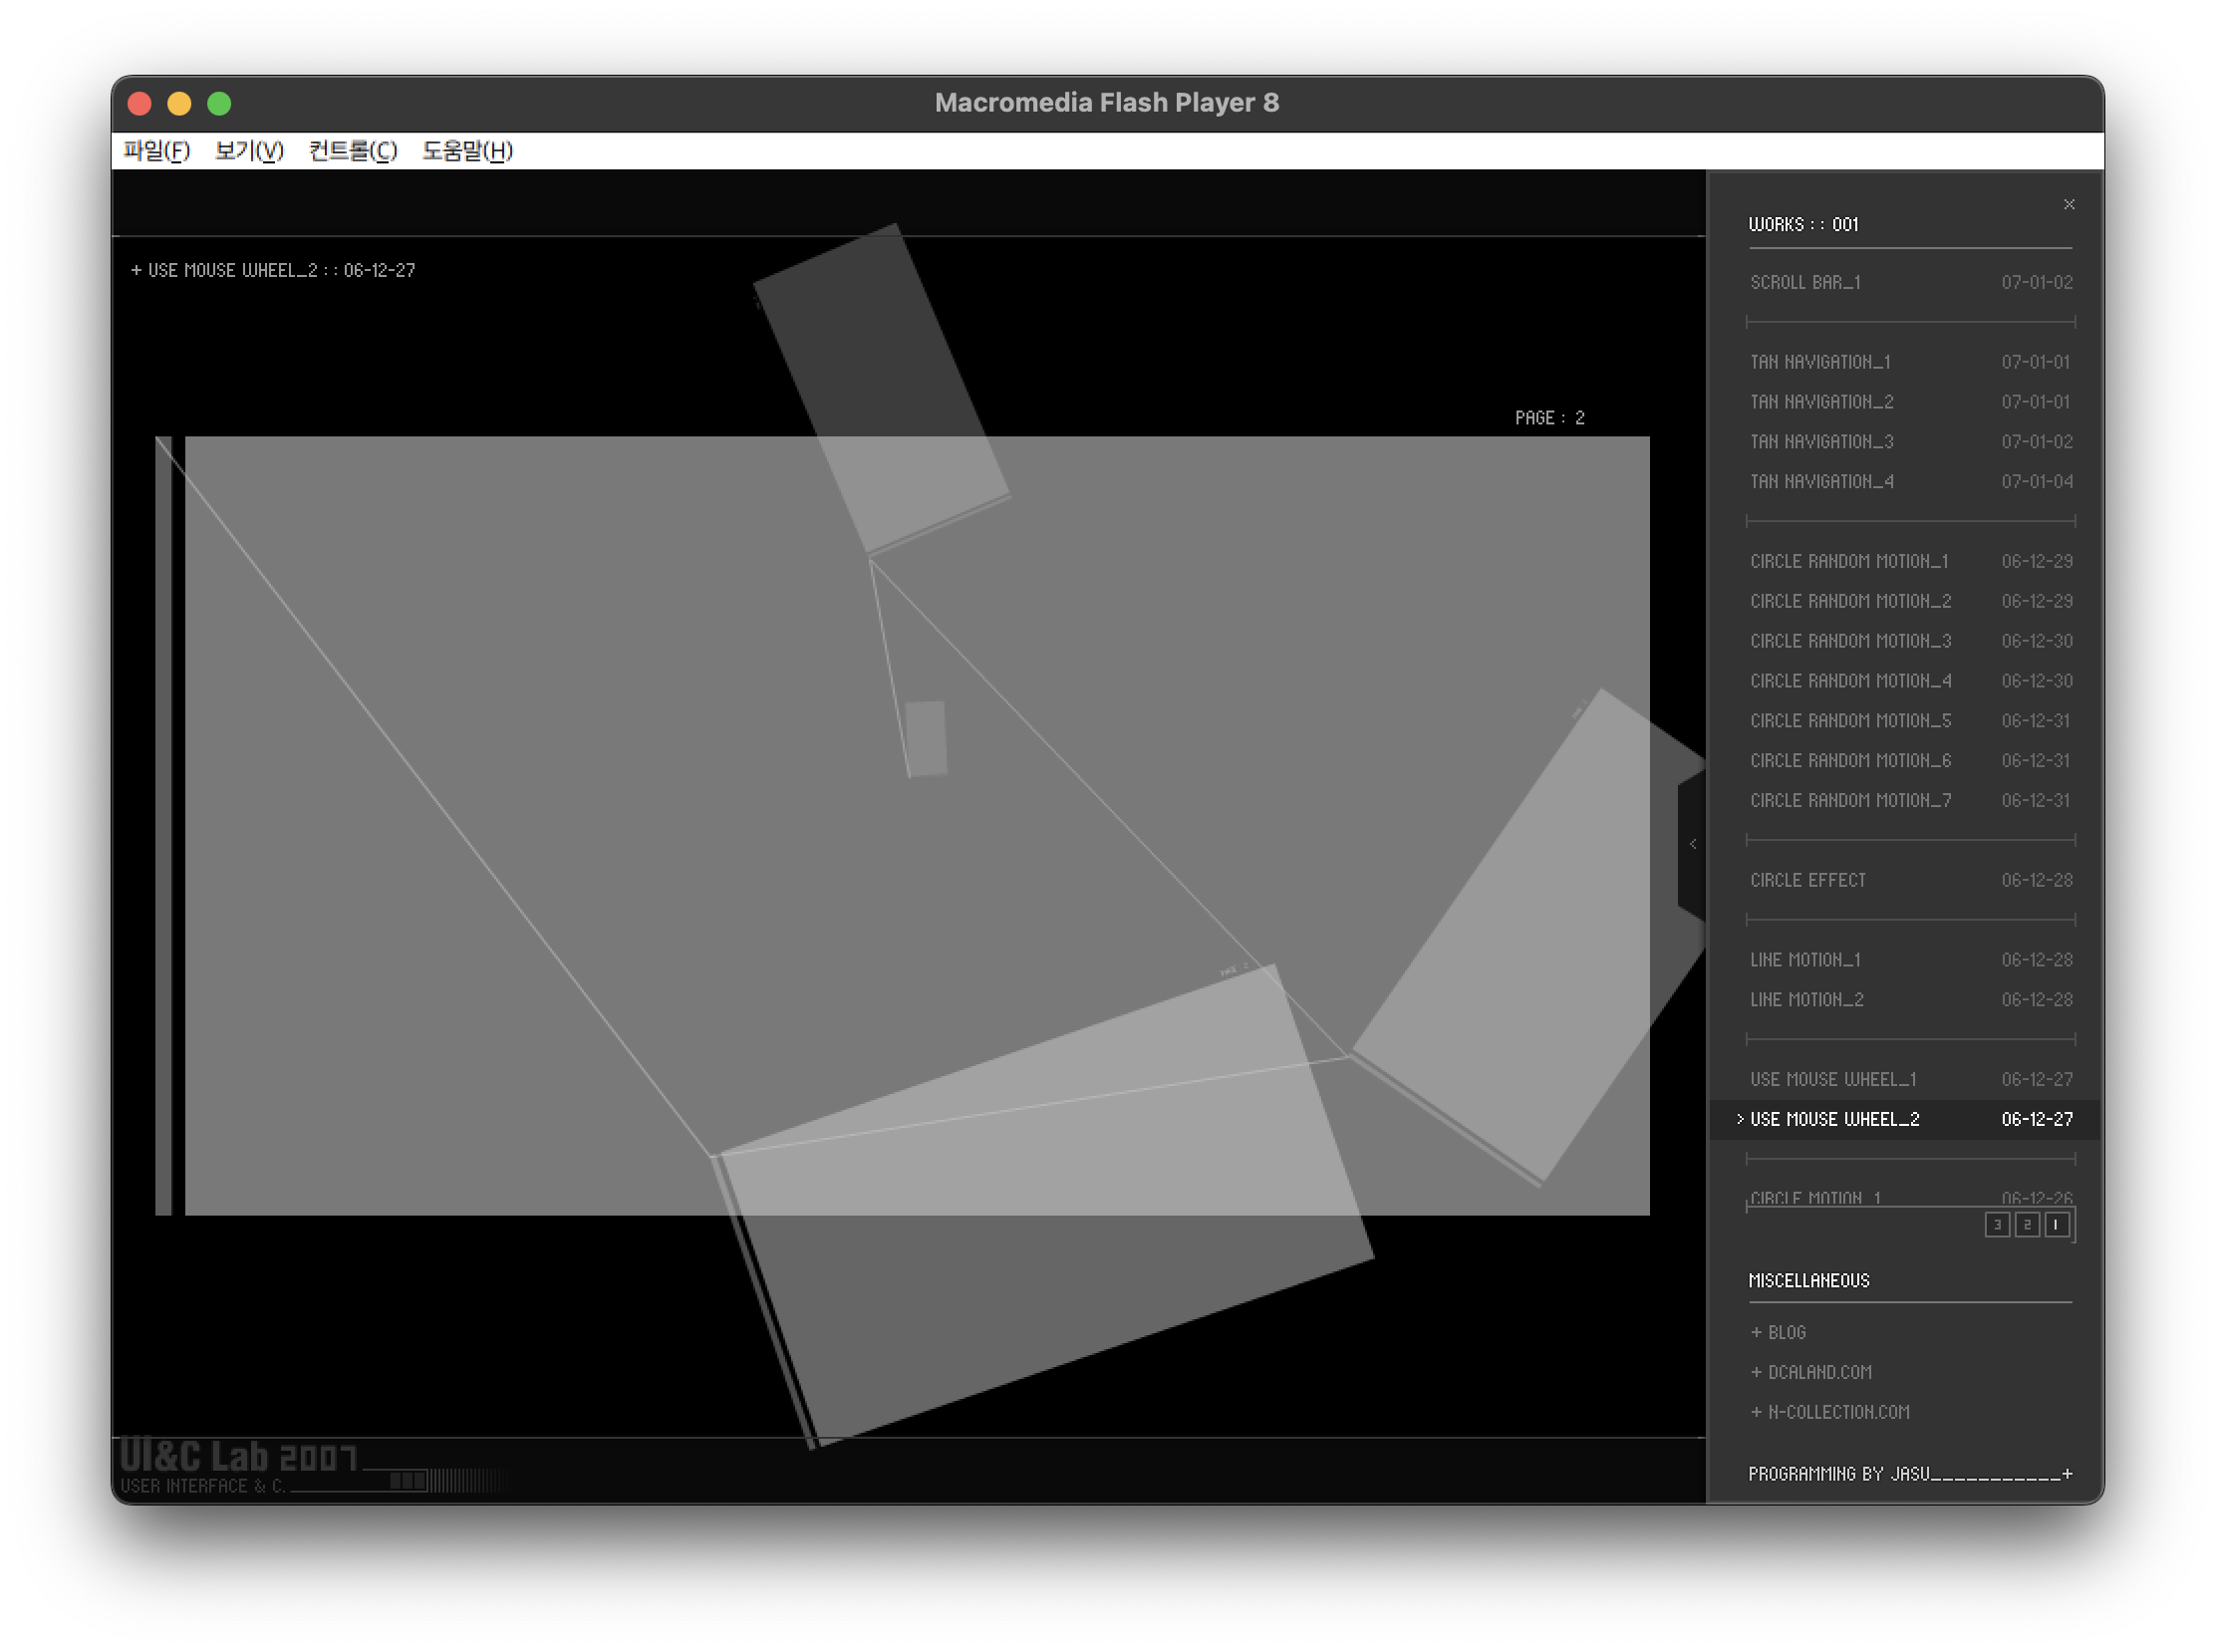 Macromedia Flash Player 8
파일(F) 보기(V) 컨트롤(C) 도움말(H)
+ USE MOUSE WHEEL_2 :: 06-12-27
PAGE : 2
PAGE : 2
×
WORKS :: 001
SCROLL BAR_1 07-01-02
TAN NAVIGATION_1 07-01-01
TAN NAVIGATION_2 07-01-01
TAN NAVIGATION_3 07-01-02
TAN NAVIGATION_4 07-01-04
CIRCLE RANDOM MOTION_1 06-12-29
CIRCLE RANDOM MOTION_2 06-12-29
CIRCLE RANDOM MOTION_3 06-12-30
CIRCLE RANDOM MOTION_4 06-12-30
CIRCLE RANDOM MOTION_5 06-12-31
CIRCLE RANDOM MOTION_6 06-12-31
CIRCLE RANDOM MOTION_7 06-12-31
<
CIRCLE EFFECT 06-12-28
LINE MOTION_1 06-12-28
LINE MOTION_2 06-12-28
USE MOUSE WHEEL_1 06-12-27
> USE MOUSE WHEEL_2 06-12-27
CIRCLE MOTION_1 06-12-26
3 2 1
MISCELLANEOUS
+ BLOG
+ DCALAND.COM
+ N-COLLECTION.COM
PROGRAMMING BY JASU___________+
UI&C Lab 2007
USER INTERFACE & C.